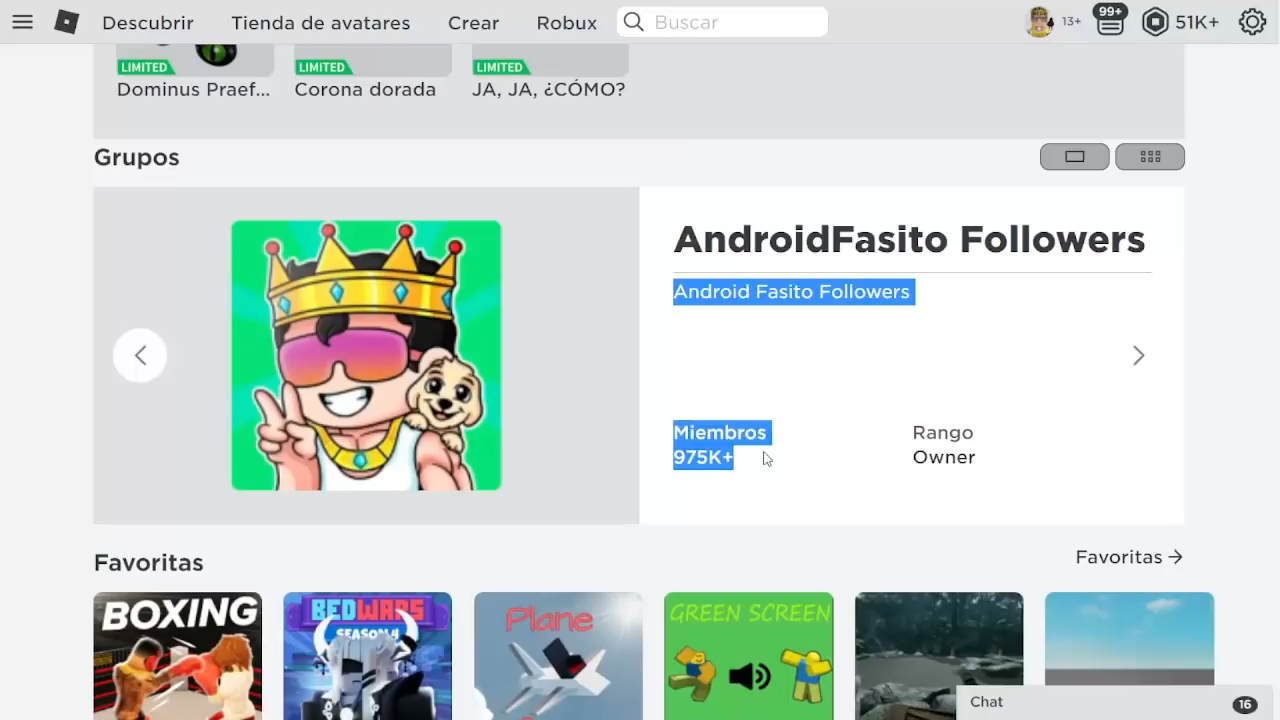 Descubrir Tienda de avatares Crear Robux Buscar 13+ 99+ 51K+
LIMITED LIMITED LIMITED
Dominus Praef... Corona dorada JA, JA, ¿CÓMO?
Grupos
AndroidFasito Followers
Android Fasito Followers
Miembros Rango
975K+ Owner
Favoritas Favoritas →
BOXING BEDWARS Plane GREEN SCREEN
SEASON 4
Chat 16